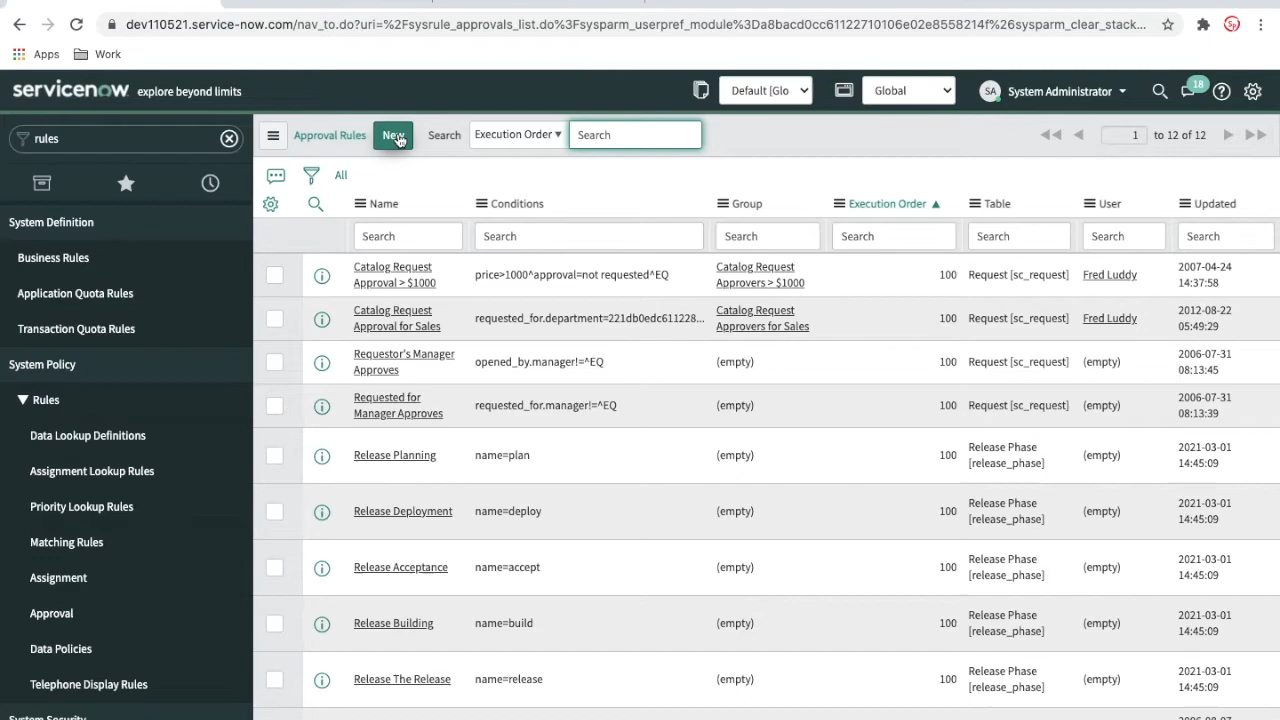 dev110521.service-now.com/nav_to.do?uri=%2Fsysrule_approvals_list.do%3Fsysparm_userpref_module%3Da8bacd0cc61122710106e02e8558214f%26sysparm_clear_stack...
Apps Work
servicenow explore beyond limits Default [Glo Global SA System Administrator 18
rules Approval Rules New Search Execution Order Search 1 to 12 of 12
All
Name Conditions Group Execution Order Table User Updated
Search Search Search Search Search Search Search
System Definition
Business Rules
Application Quota Rules
Transaction Quota Rules
System Policy
Rules
Data Lookup Definitions
Assignment Lookup Rules
Priority Lookup Rules
Matching Rules
Assignment
Approval
Data Policies
Telephone Display Rules
Catalog Request price>1000^approval=not requested^EQ Catalog Request 100 Request [sc_request] Fred Luddy 2007-04-24
Approval > $1000 Approvers > $1000 14:37:58
Catalog Request requested_for.department=221db0edc611228... Catalog Request 100 Request [sc_request] Fred Luddy 2012-08-22
Approval for Sales Approvers for Sales 05:49:29
Requestor's Manager opened_by.manager!=^EQ (empty) 100 Request [sc_request] (empty) 2006-07-31
Approves 08:13:45
Requested for requested_for.manager!=^EQ (empty) 100 Request [sc_request] (empty) 2006-07-31
Manager Approves 08:13:39
Release Planning name=plan (empty) 100 Release Phase [release_phase] (empty) 2021-03-01
14:45:09
Release Deployment name=deploy (empty) 100 Release Phase [release_phase] (empty) 2021-03-01
14:45:09
Release Acceptance name=accept (empty) 100 Release Phase [release_phase] (empty) 2021-03-01
14:45:09
Release Building name=build (empty) 100 Release Phase [release_phase] (empty) 2021-03-01
14:45:09
Release The Release name=release (empty) 100 Release Phase [release_phase] (empty) 2021-03-01
14:45:09